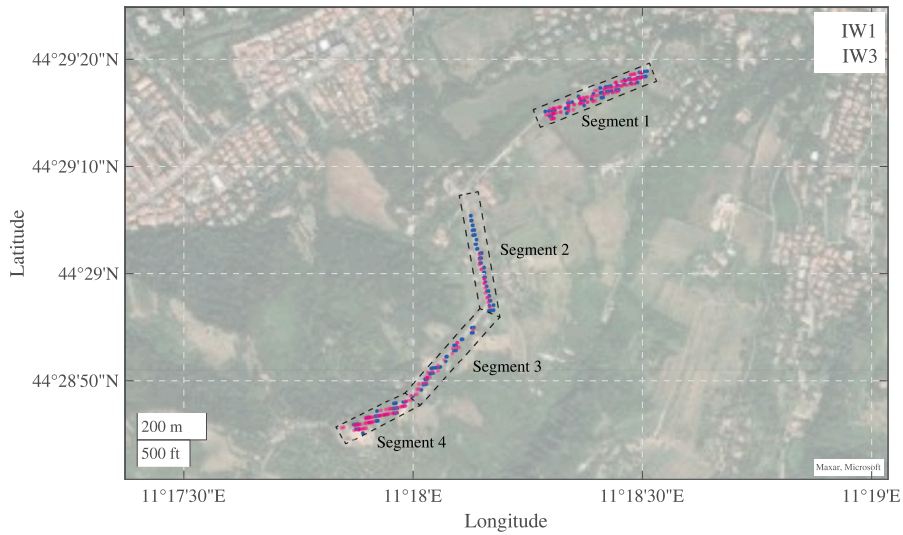 44°29'20"N
44°29'10"N
44°29'N
44°28'50"N
Latitude
IW1
IW3
Segment 1
Segment 2
Segment 3
Segment 4
200 m
500 ft
Maxar, Microsoft
11°17'30"E
11°18'E
11°18'30"E
11°19'E
Longitude